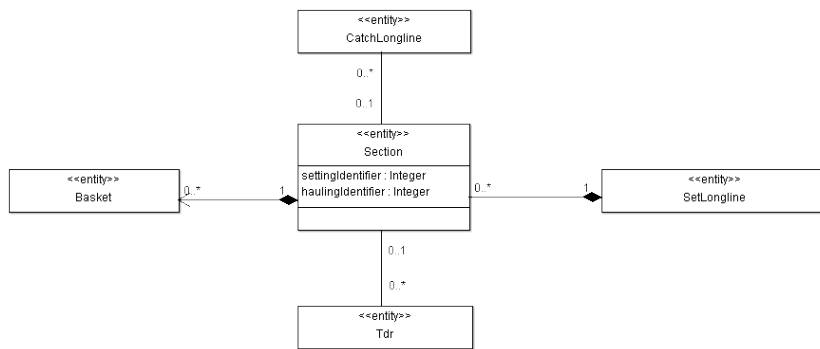 <<entity>>
CatchLongline
0..*
0..1
<<entity>>
Section
settingIdentifier : Integer
haulingIdentifier : Integer
<<entity>>
Basket
0..*
1
0..*
1
<<entity>>
SetLongline
0..1
0..*
<<entity>>
Tdr